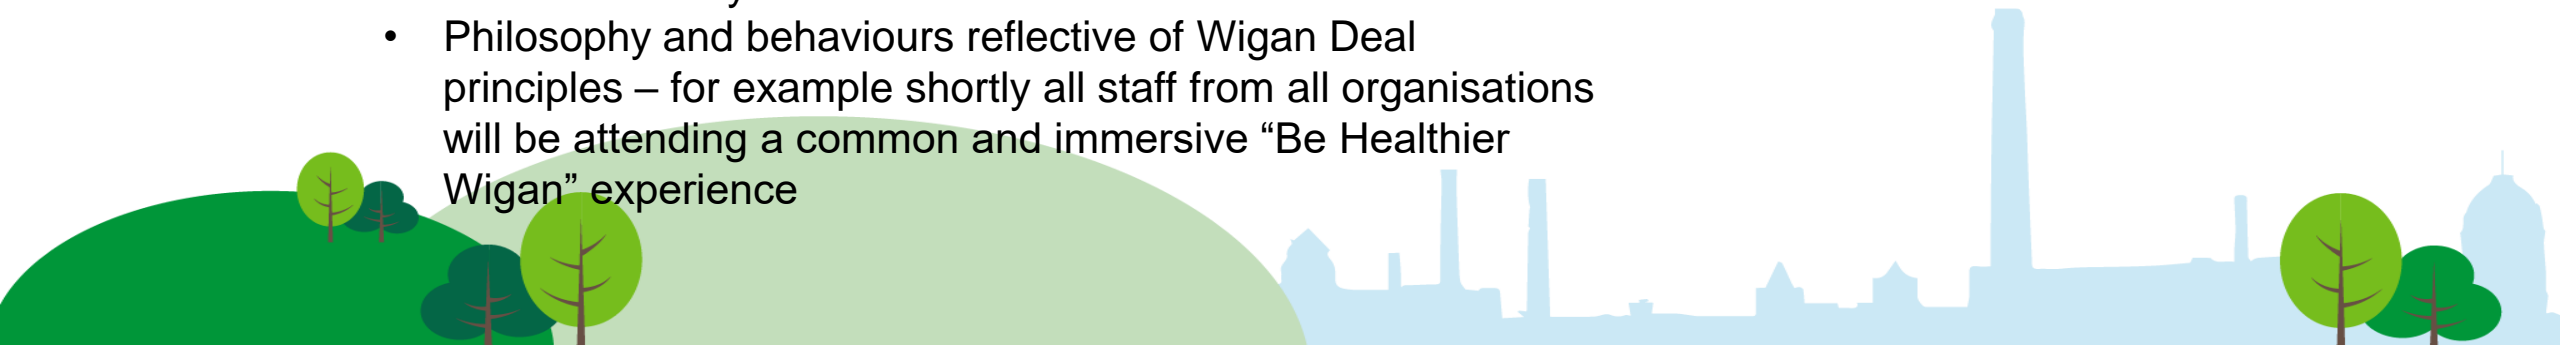 • Philosophy and behaviours reflective of Wigan Deal
principles – for example shortly all staff from all organisations
will be attending a common and immersive “Be Healthier
Wigan” experience